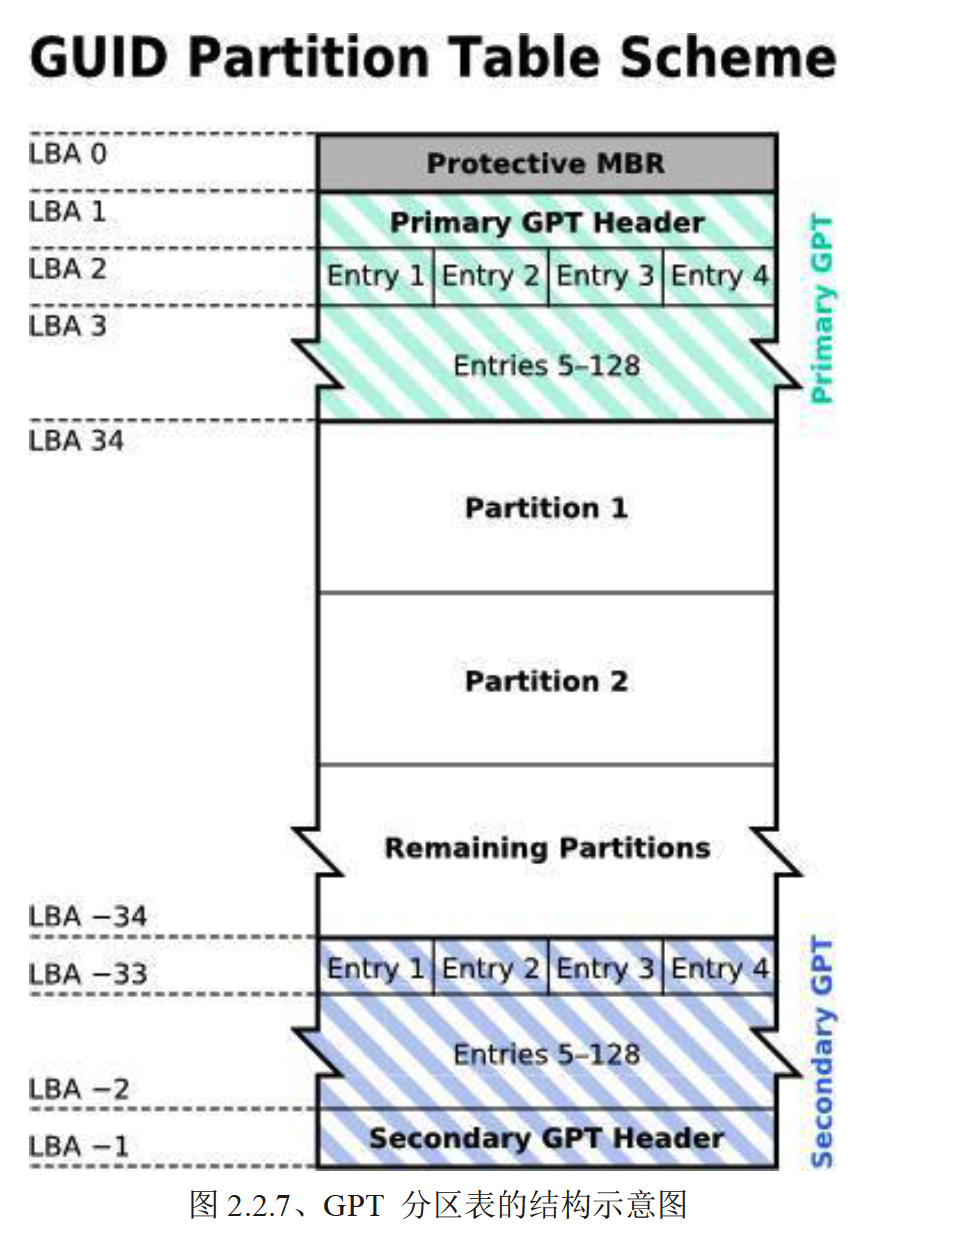 GUID Partition Table Scheme
LBA 0
Protective MBR
LBA 1
Primary GPT Header
LBA 2
Entry 1 Entry 2 Entry 3 Entry 4
LBA 3
Entries 5–128
Primary GPT
LBA 34
Partition 1
Partition 2
Remaining Partitions
LBA −34
LBA −33
Entry 1 Entry 2 Entry 3 Entry 4
Entries 5–128
LBA −2
Secondary GPT Header
LBA −1
Secondary GPT
图 2.2.7、GPT 分区表的结构示意图